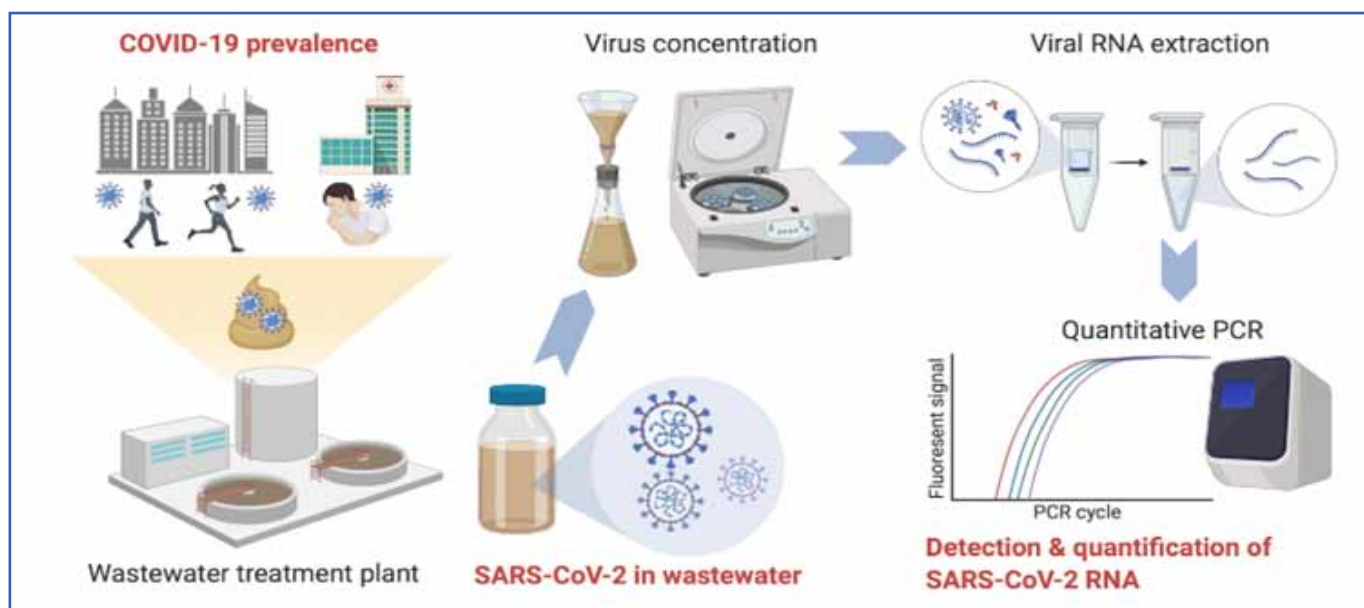 COVID-19 prevalence
Wastewater treatment plant
SARS-CoV-2 in wastewater
Virus concentration
Viral RNA extraction
Quantitative PCR
Fluoresent signal
PCR cycle
Detection & quantification of
SARS-CoV-2 RNA